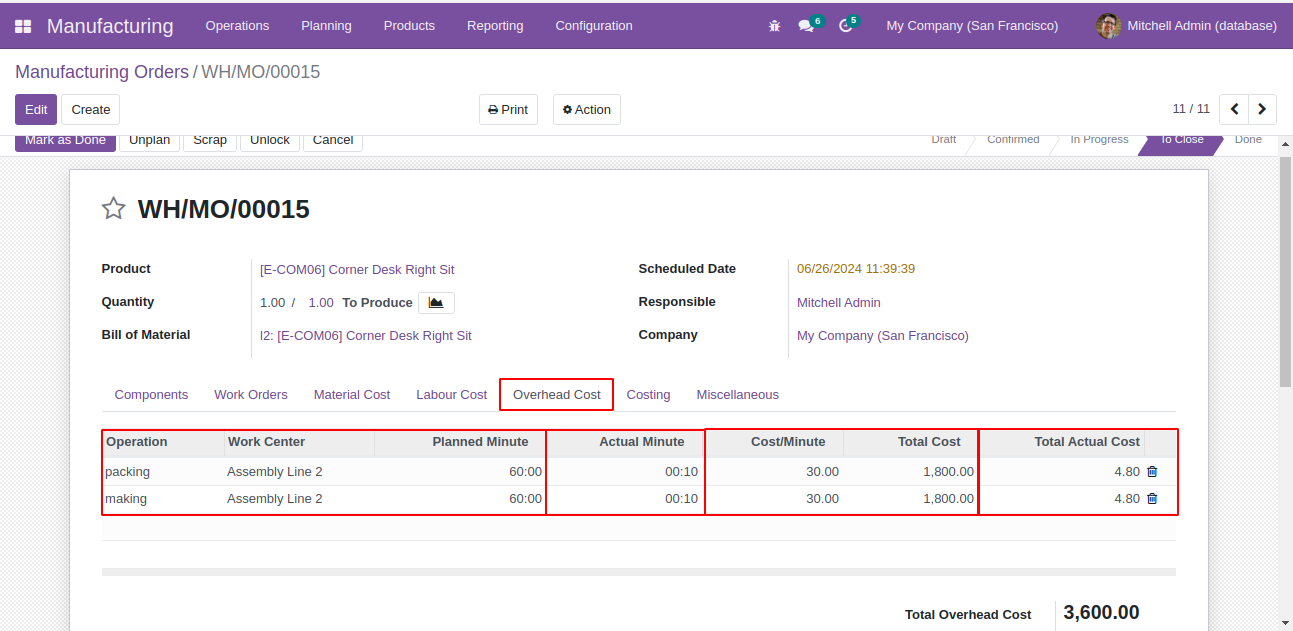 Manufacturing Operations Planning Products Reporting Configuration 6 5 My Company (San Francisco) Mitchell Admin (database)
Manufacturing Orders / WH/MO/00015
Edit Create Print Action 11 / 11
Mark as Done Unplan Scrap Unlock Cancel Draft Confirmed In Progress To Close Done
WH/MO/00015
Product [E-COM06] Corner Desk Right Sit Scheduled Date 06/26/2024 11:39:39
Quantity 1.00 / 1.00 To Produce Responsible Mitchell Admin
Bill of Material I2: [E-COM06] Corner Desk Right Sit Company My Company (San Francisco)
Components Work Orders Material Cost Labour Cost Overhead Cost Costing Miscellaneous
Operation Work Center Planned Minute Actual Minute Cost/Minute Total Cost Total Actual Cost
packing Assembly Line 2 60:00 00:10 30.00 1,800.00 4.80
making Assembly Line 2 60:00 00:10 30.00 1,800.00 4.80
Total Overhead Cost 3,600.00